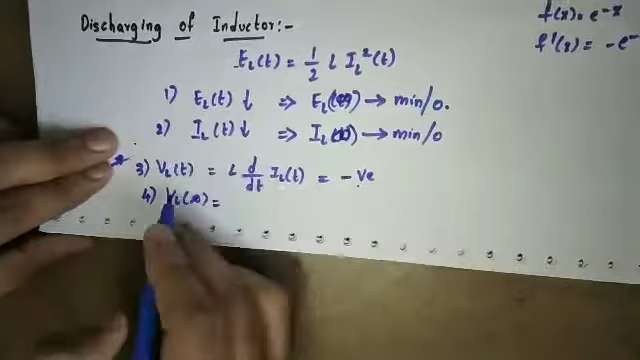 Discharging of Inductor:-
f(x) = e^-x
f'(x) = -e^-
E_L(t) = 1/2 L I_L^2(t)
1) E_L(t) ↓ ⇒ E_L(∞) → min/0.
2) I_L(t) ↓ ⇒ I_L(∞) → min/0
3) V_L(t) = L d/dt I_L(t) = -ve
4) V_L(∞) =